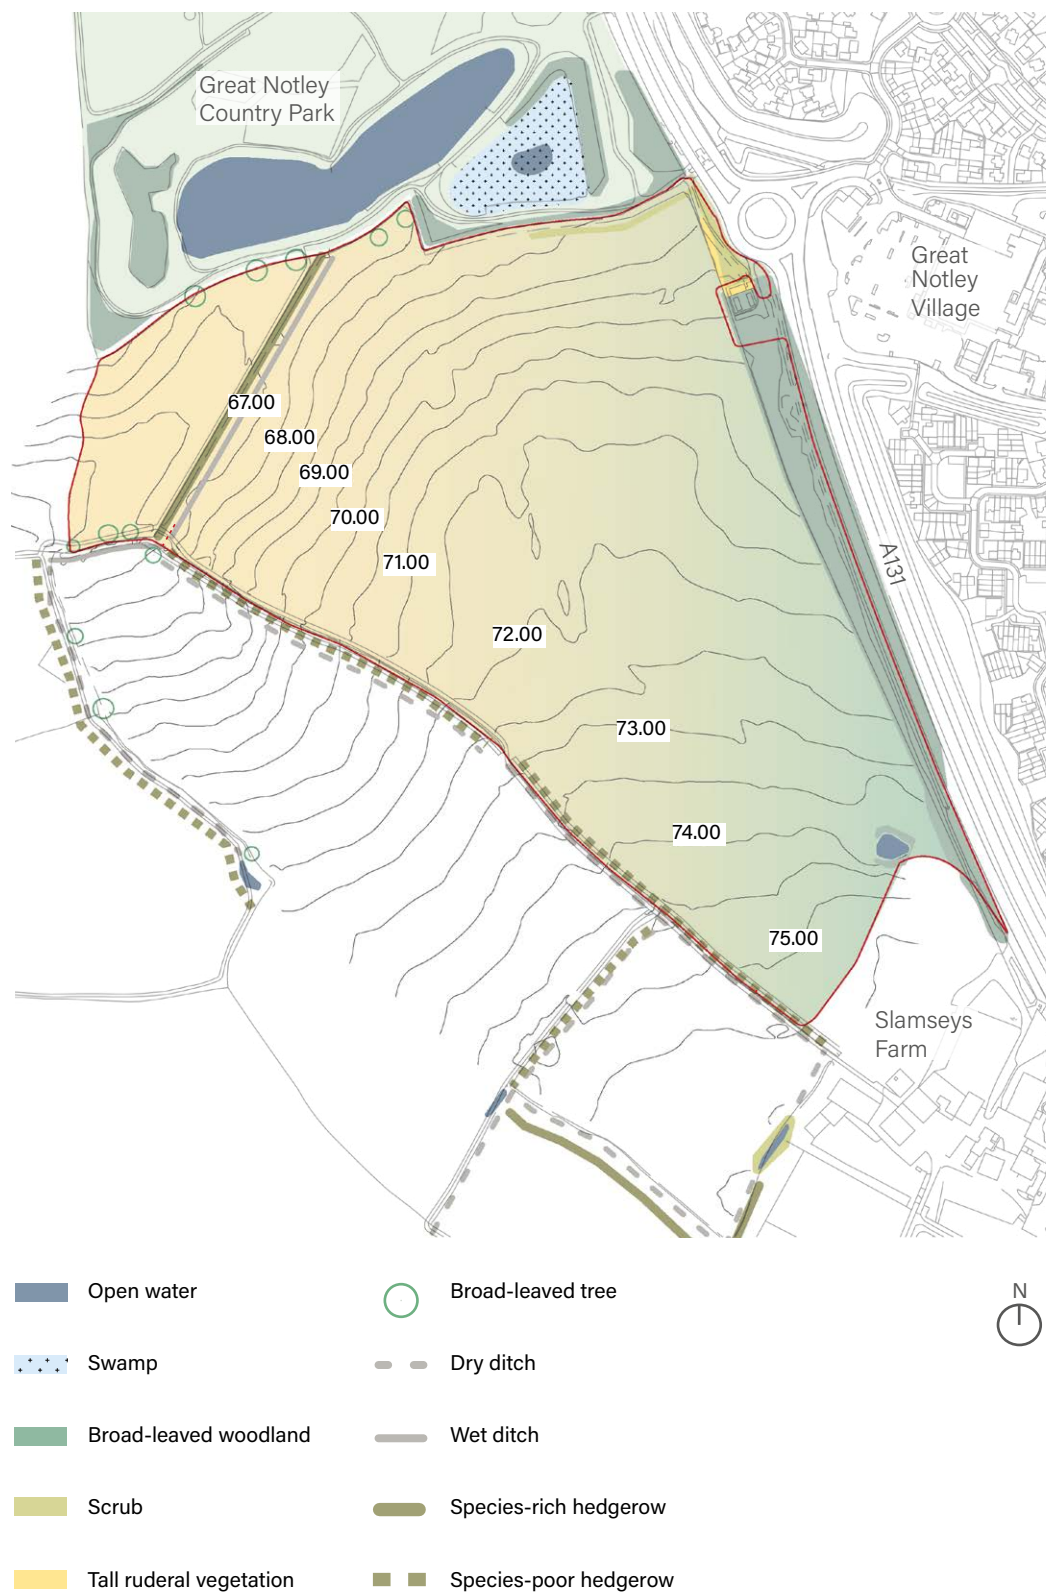 Great Notley
Country Park
Great
Notley
Village
67.00
68.00
69.00
70.00
71.00
A131
72.00
73.00
74.00
75.00
Slamseys
Farm
Open water
Broad-leaved tree
N
Swamp
Dry ditch
Broad-leaved woodland
Wet ditch
Scrub
Species-rich hedgerow
Tall ruderal vegetation
Species-poor hedgerow